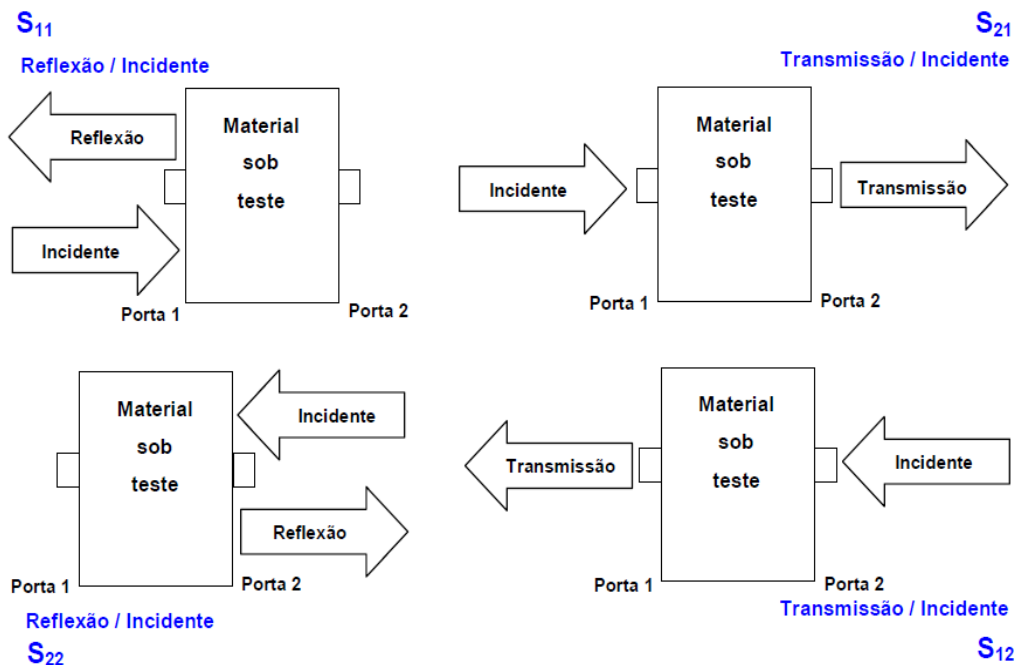 S11
Reflexão / Incidente
Reflexão
Incidente
Material
sob
teste
Porta 1
Porta 2
S21
Transmissão / Incidente
Incidente
Material
sob
teste
Transmissão
Porta 1
Porta 2
Material
sob
teste
Incidente
Reflexão
Porta 1
Porta 2
Reflexão / Incidente
S22
Material
sob
teste
Transmissão
Incidente
Porta 1
Porta 2
Transmissão / Incidente
S12